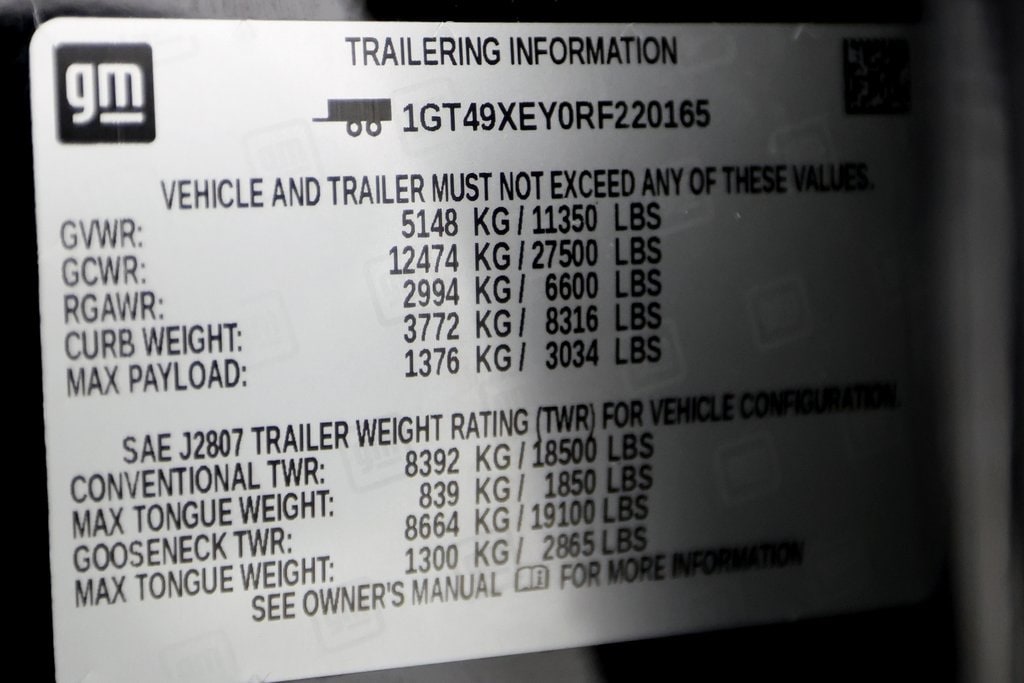 gm
TRAILERING INFORMATION
1GT49XEY0RF220165
VEHICLE AND TRAILER MUST NOT EXCEED ANY OF THESE VALUES.
GVWR: 5148 KG / 11350 LBS
GCWR: 12474 KG / 27500 LBS
RGAWR: 2994 KG / 6600 LBS
CURB WEIGHT: 3772 KG / 8316 LBS
MAX PAYLOAD: 1376 KG / 3034 LBS
SAE J2807 TRAILER WEIGHT RATING (TWR) FOR VEHICLE CONFIGURATION.
CONVENTIONAL TWR: 8392 KG / 18500 LBS
MAX TONGUE WEIGHT: 839 KG / 1850 LBS
GOOSENECK TWR: 8664 KG / 19100 LBS
MAX TONGUE WEIGHT: 1300 KG / 2865 LBS
SEE OWNER'S MANUAL FOR MORE INFORMATION